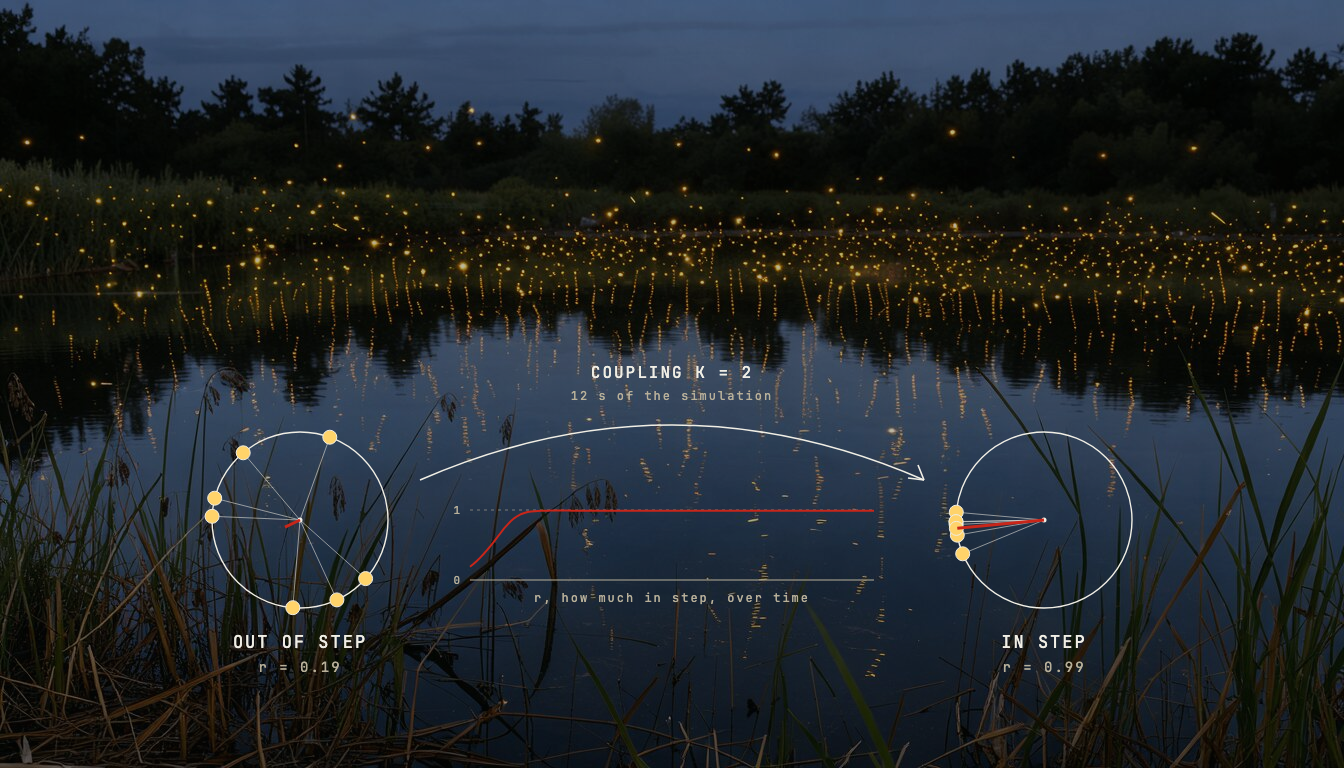 COUPLING K = 2
12 s of the simulation
1
0
r, how much in step, over time
OUT OF STEP
r = 0.19
IN STEP
r = 0.99